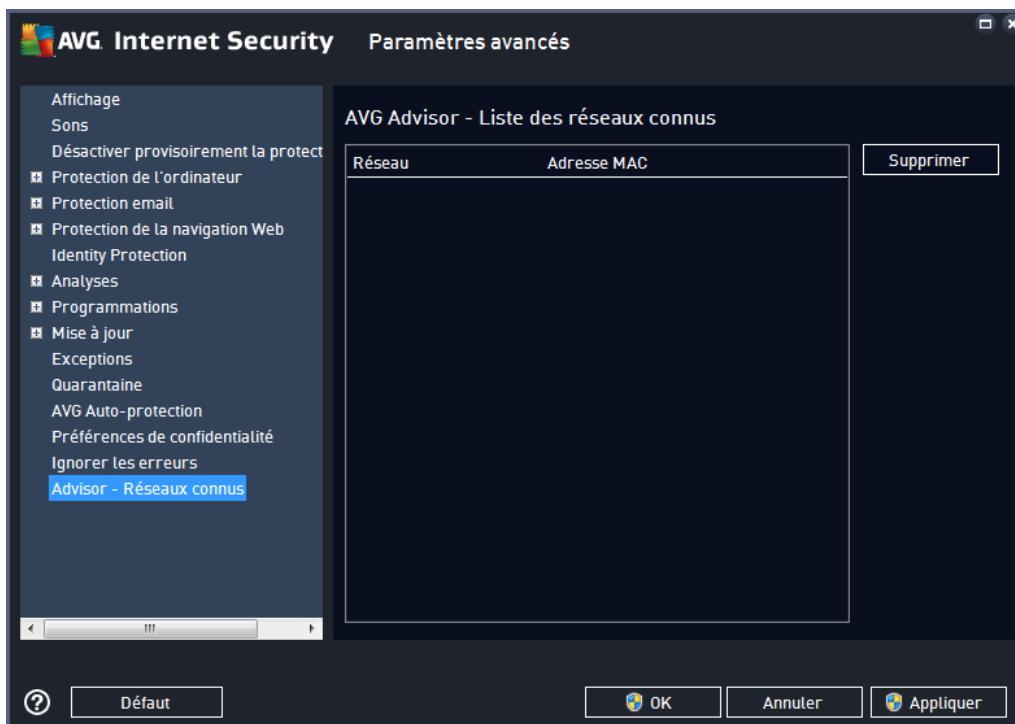 AVG. Internet Security Paramètres avancés
Affichage
Sons
Désactiver provisoirement la protect
Protection de l'ordinateur
Protection email
Protection de la navigation Web
Identity Protection
Analyses
Programmations
Mise à jour
Exceptions
Quarantaine
AVG Auto-protection
Préférences de confidentialité
Ignorer les erreurs
Advisor - Réseaux connus
AVG Advisor - Liste des réseaux connus
Réseau Adresse MAC
Supprimer
Défaut
OK
Annuler
Appliquer